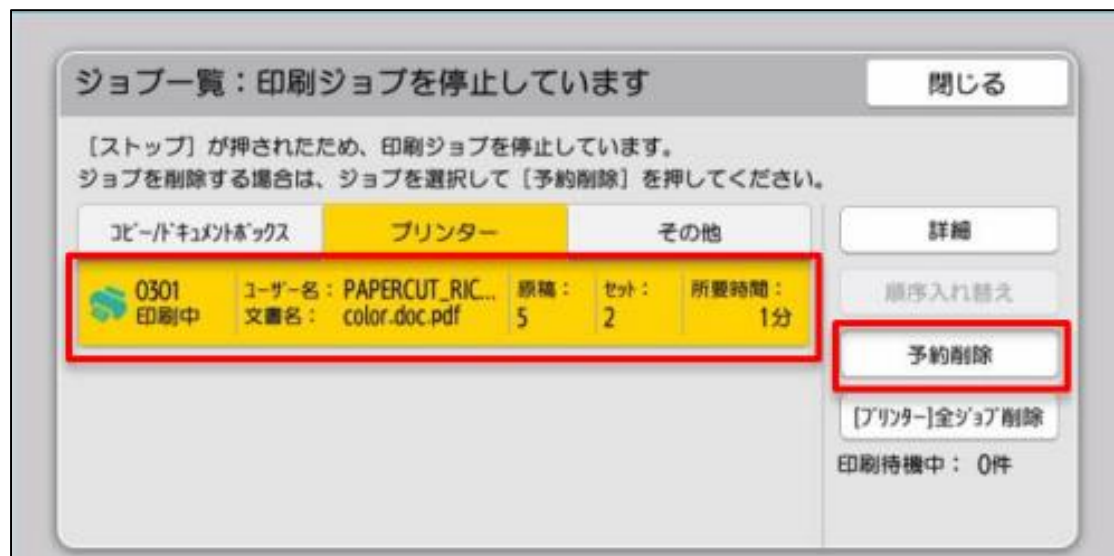 ジョブ一覧：印刷ジョブを停止しています
閉じる
［ストップ］が押されたため、印刷ジョブを停止しています。
ジョブを削除する場合は、ジョブを選択して［予約削除］を押してください。
ｺﾋﾟｰ/ﾄﾞｷｭﾒﾝﾄﾎﾞｯｸｽ
プリンター
その他
詳細
0301
印刷中
ﾕｰｻﾞｰ名：PAPERCUT_RIC...
文書名：color.doc.pdf
原稿：
5
ｾｯﾄ：
2
所要時間：
1分
順序入れ替え
予約削除
[ﾌﾟﾘﾝﾀｰ]全ｼﾞｮﾌﾞ削除
印刷待機中： 0件